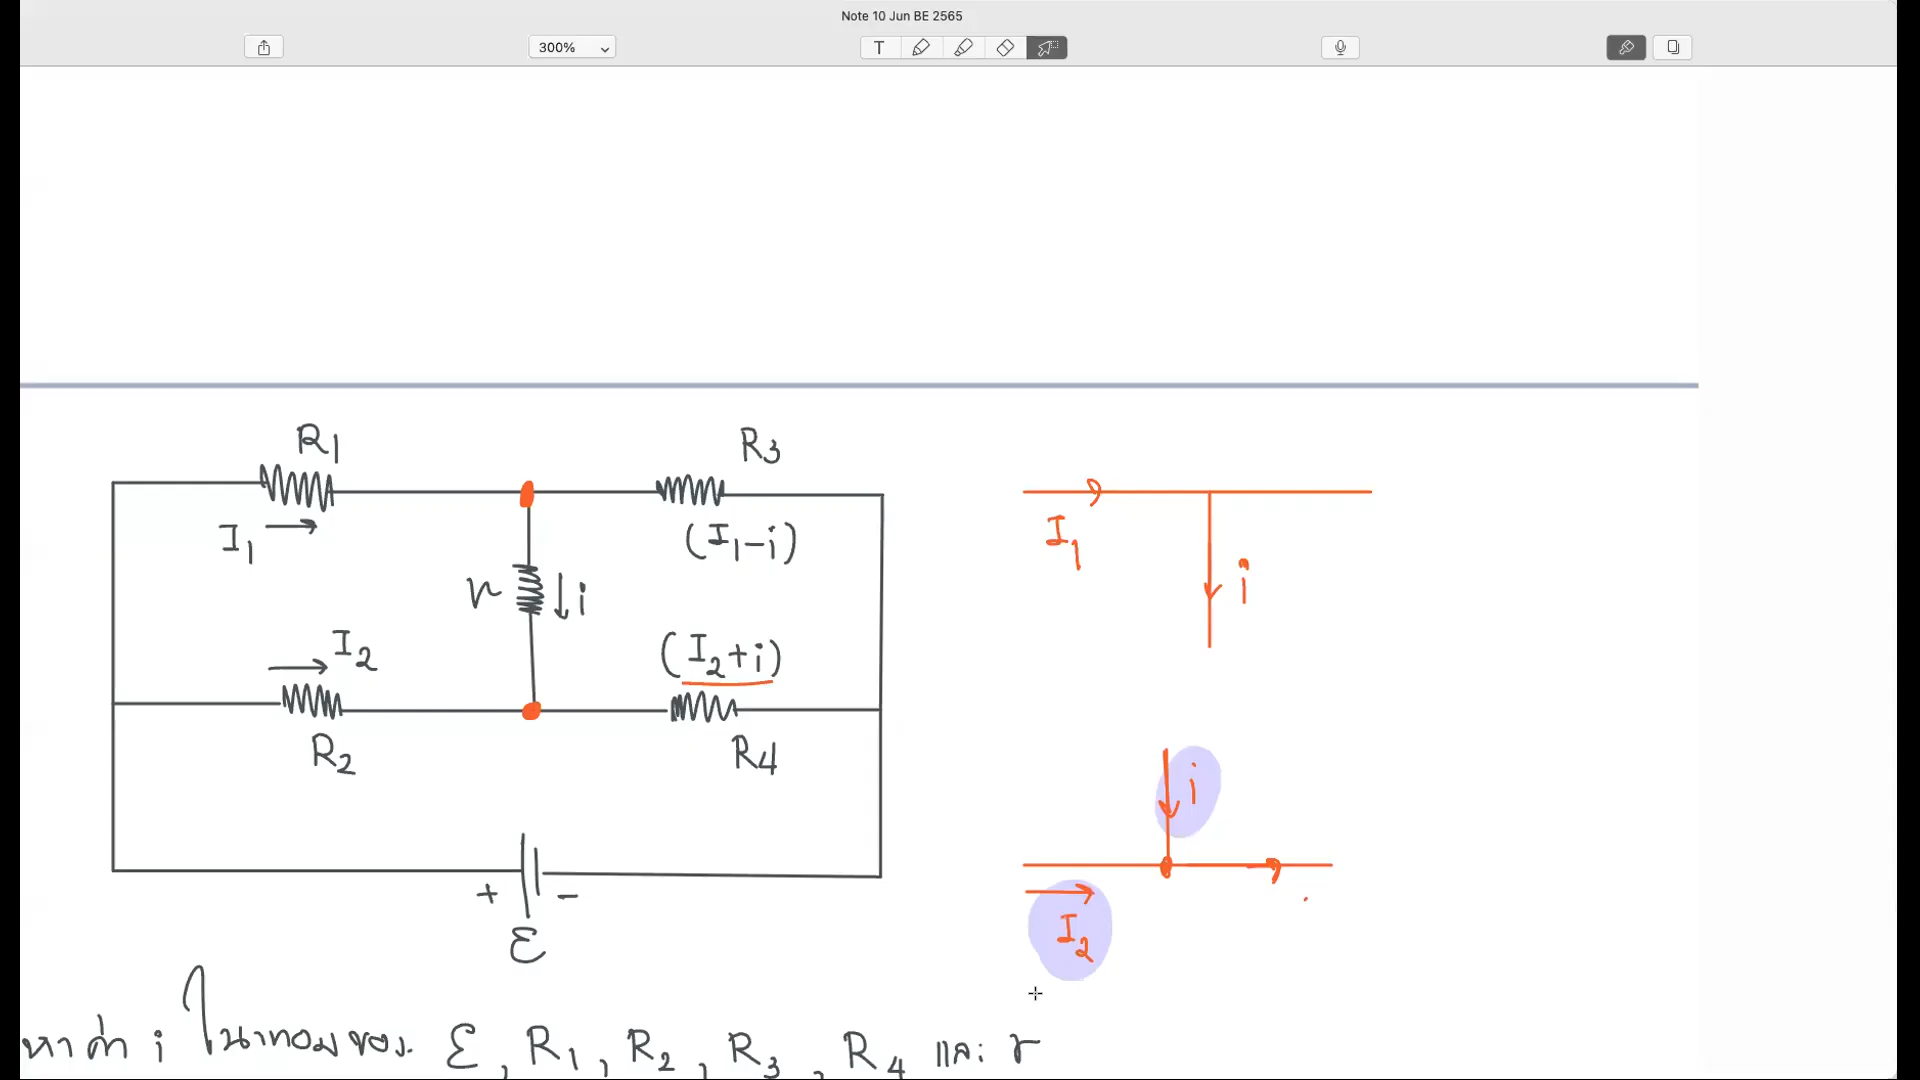 Note 10 Jun BE 2565
300%
T
R1
R3
I1
(I1-i)
I1
r
i
i
I2
(I2+i)
R2
R4
i
+
-
I2
ε
หาค่า i ในเทอมของ ε, R1, R2, R3, R4 และ r